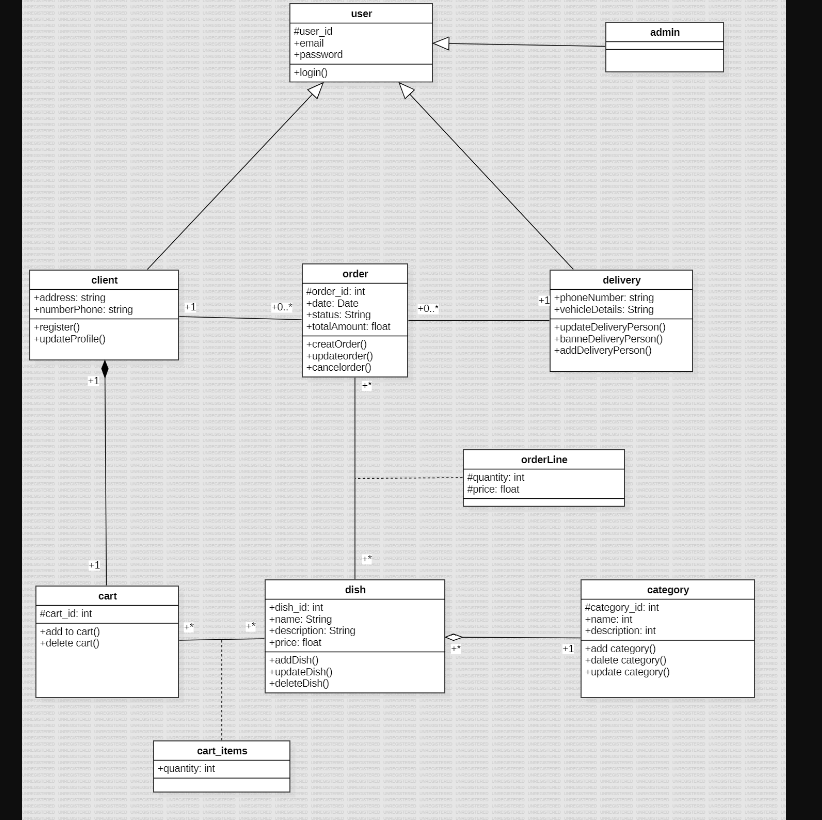 user
#user_id
+email
+password
+login()
admin
client
+address: string
+numberPhone: string
+register()
+updateProfile()
+1
+0..*
order
#order_id: int
+date: Date
+status: String
+totalAmount: float
+creatOrder()
+updateorder()
+cancelorder()
+0..*
+1
delivery
+phoneNumber: string
+vehicleDetails: String
+updateDeliveryPerson()
+banneDeliveryPerson()
+addDeliveryPerson()
+1
+*
orderLine
#quantity: int
#price: float
+1
+*
cart
#cart_id: int
+add to cart()
+delete cart()
+*
+*
dish
+dish_id: int
+name: String
+description: String
+price: float
+addDish()
+updateDish()
+deleteDish()
+*
+1
category
#category_id: int
+name: int
+description: int
+add category()
+dalete category()
+update category()
cart_items
+quantity: int